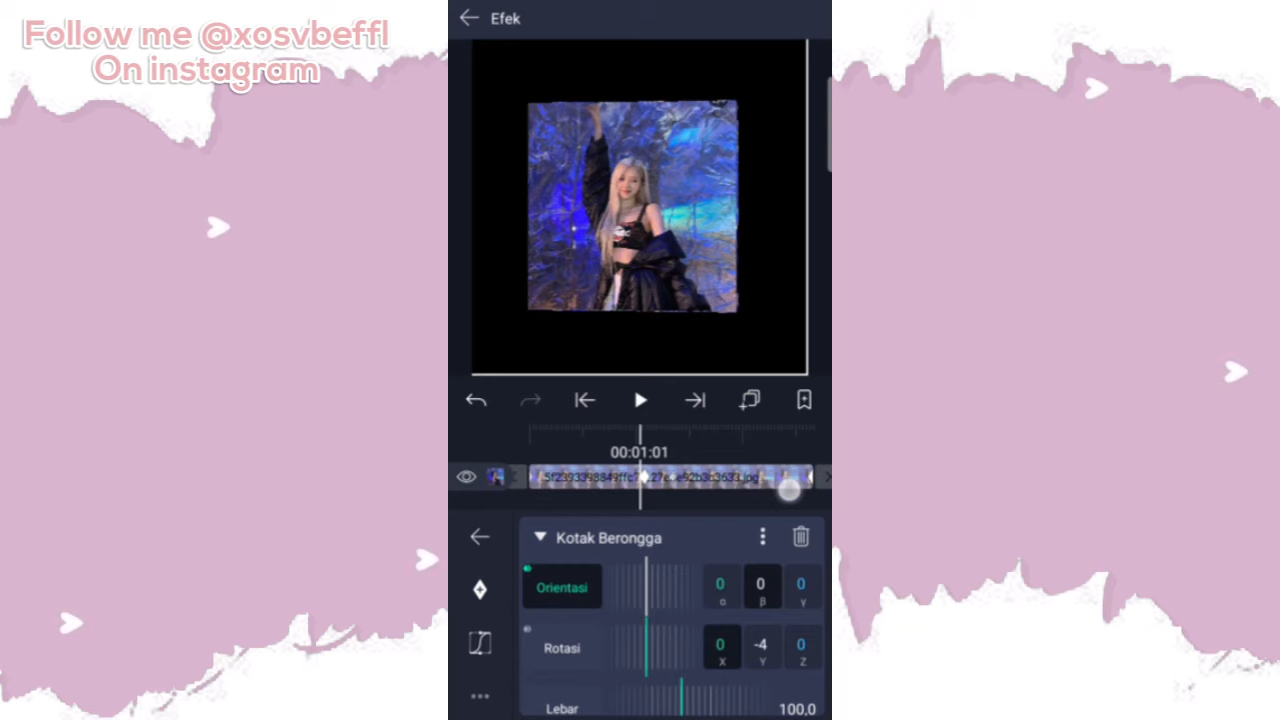 Follow me @xosvbeffl
On instagram
Efek
00:01:01
Kotak Berongga
Orientasi
0
0
0
α
β
γ
Rotasi
0
-4
0
X
Y
Z
Lebar
100,0